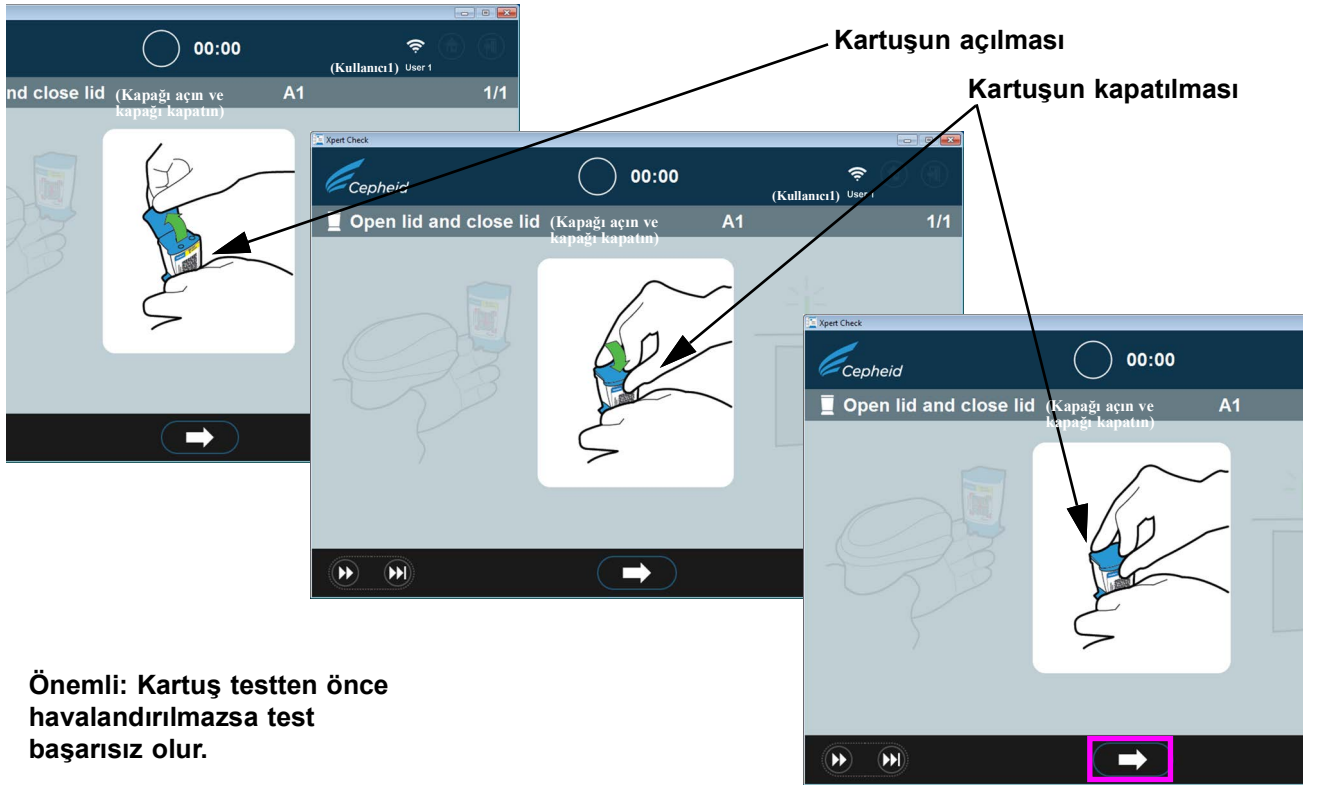 00:00
(Kullanıcı1) User 1
nd close lid (Kapağı açın ve
kapağı kapatın)
A1
1/1
Kartuşun açılması
Kartuşun kapatılması
Xpert Check
Cepheid
00:00
(Kullanıcı1) User 1
Open lid and close lid (Kapağı açın ve
kapağı kapatın)
A1
1/1
Xpert Check
Cepheid
00:00
Open lid and close lid (Kapağı açın ve
kapağı kapatın)
A1
Önemli: Kartuş testten önce
havalandırılmazsa test
başarısız olur.